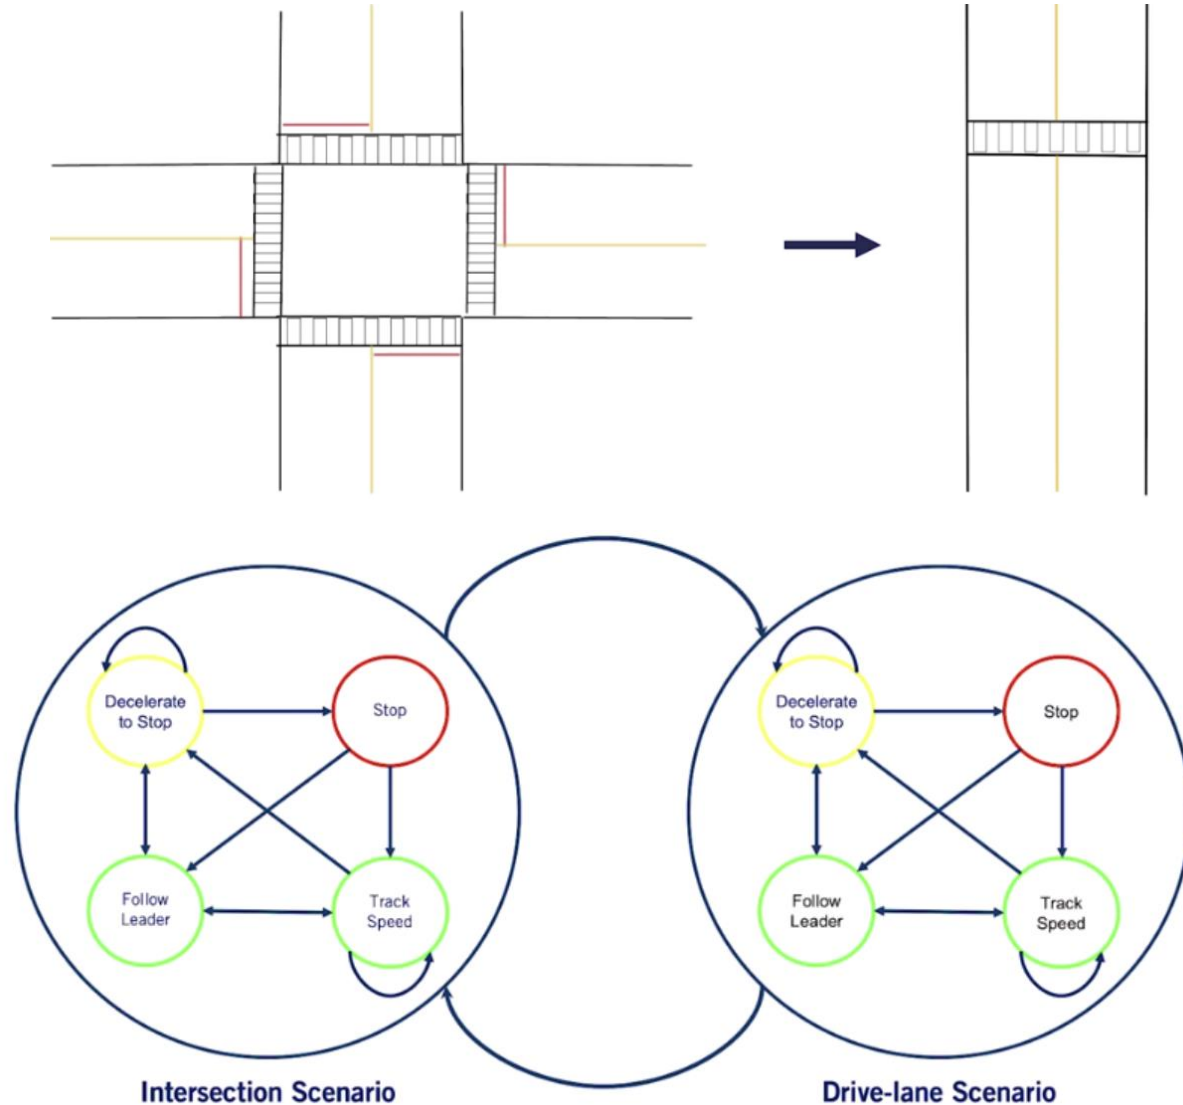 Decelerate
to Stop
Stop
Follow
Leader
Track
Speed
Intersection Scenario
Decelerate
to Stop
Stop
Follow
Leader
Track
Speed
Drive-lane Scenario